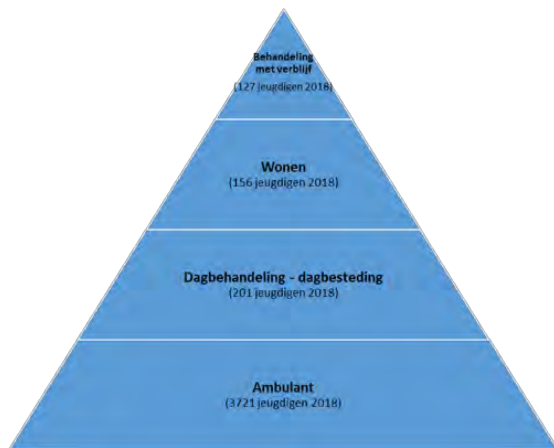 Behandeling
met verblijf
(127 jeugdigen 2018)
Wonen
(156 jeugdigen 2018)
Dagbehandeling - dagbesteding
(201 jeugdigen 2018)
Ambulant
(3721 jeugdigen 2018)